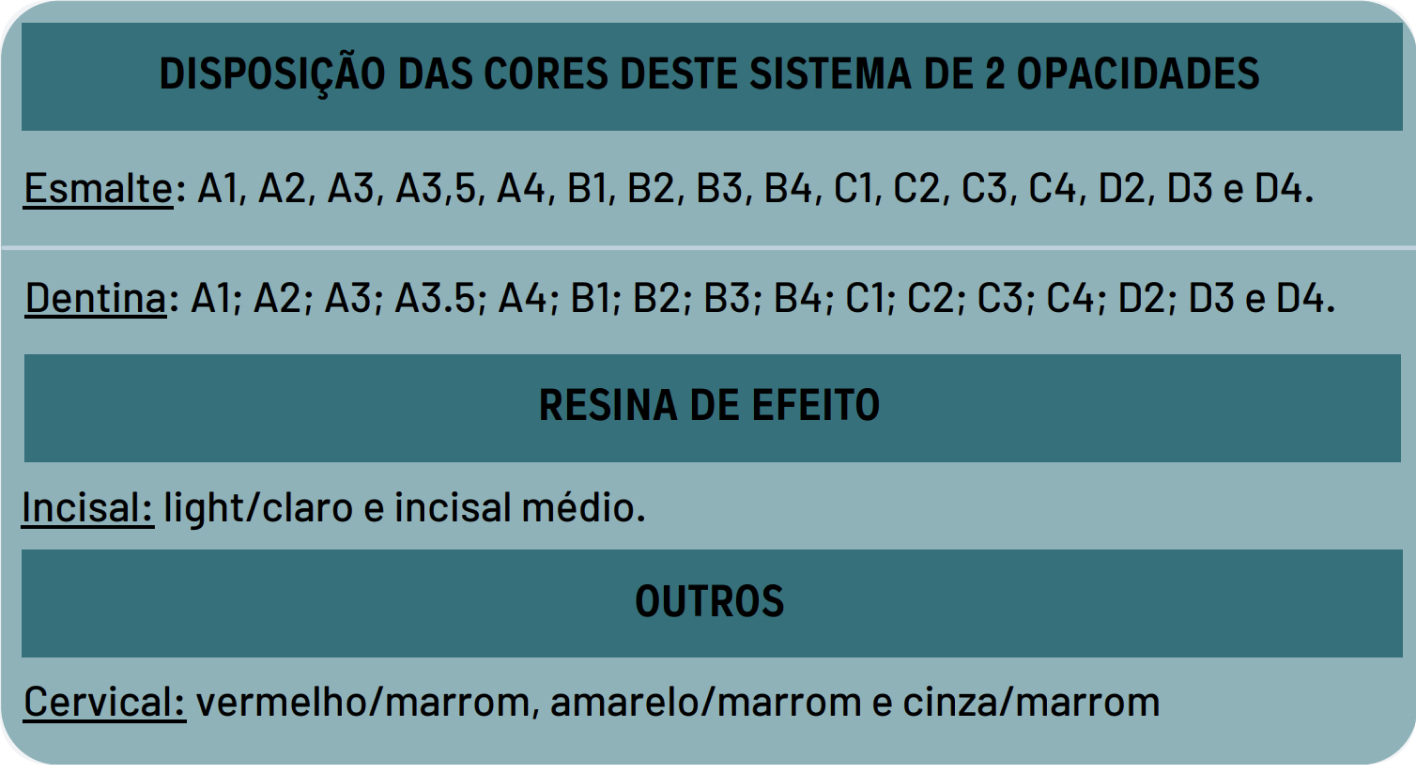 DISPOSIÇÃO DAS CORES DESTE SISTEMA DE 2 OPACIDADES
Esmalte: A1, A2, A3, A3,5, A4, B1, B2, B3, B4, C1, C2, C3, C4, D2, D3 e D4.
Dentina: A1; A2; A3; A3.5; A4; B1; B2; B3; B4; C1; C2; C3; C4; D2; D3 e D4.
RESINA DE EFEITO
Incisal: light/claro e incisal médio.
OUTROS
Cervical: vermelho/marrom, amarelo/marrom e cinza/marrom